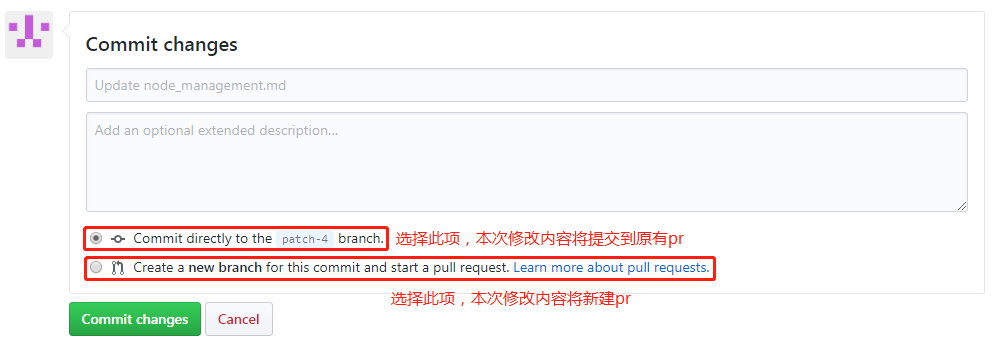 Commit changes
Update node_management.md
Add an optional extended description...
Commit directly to the patch-4 branch. 选择此项，本次修改内容将提交到原有pr
Create a new branch for this commit and start a pull request. Learn more about pull requests.
选择此项，本次修改内容将新建pr
Commit changes Cancel